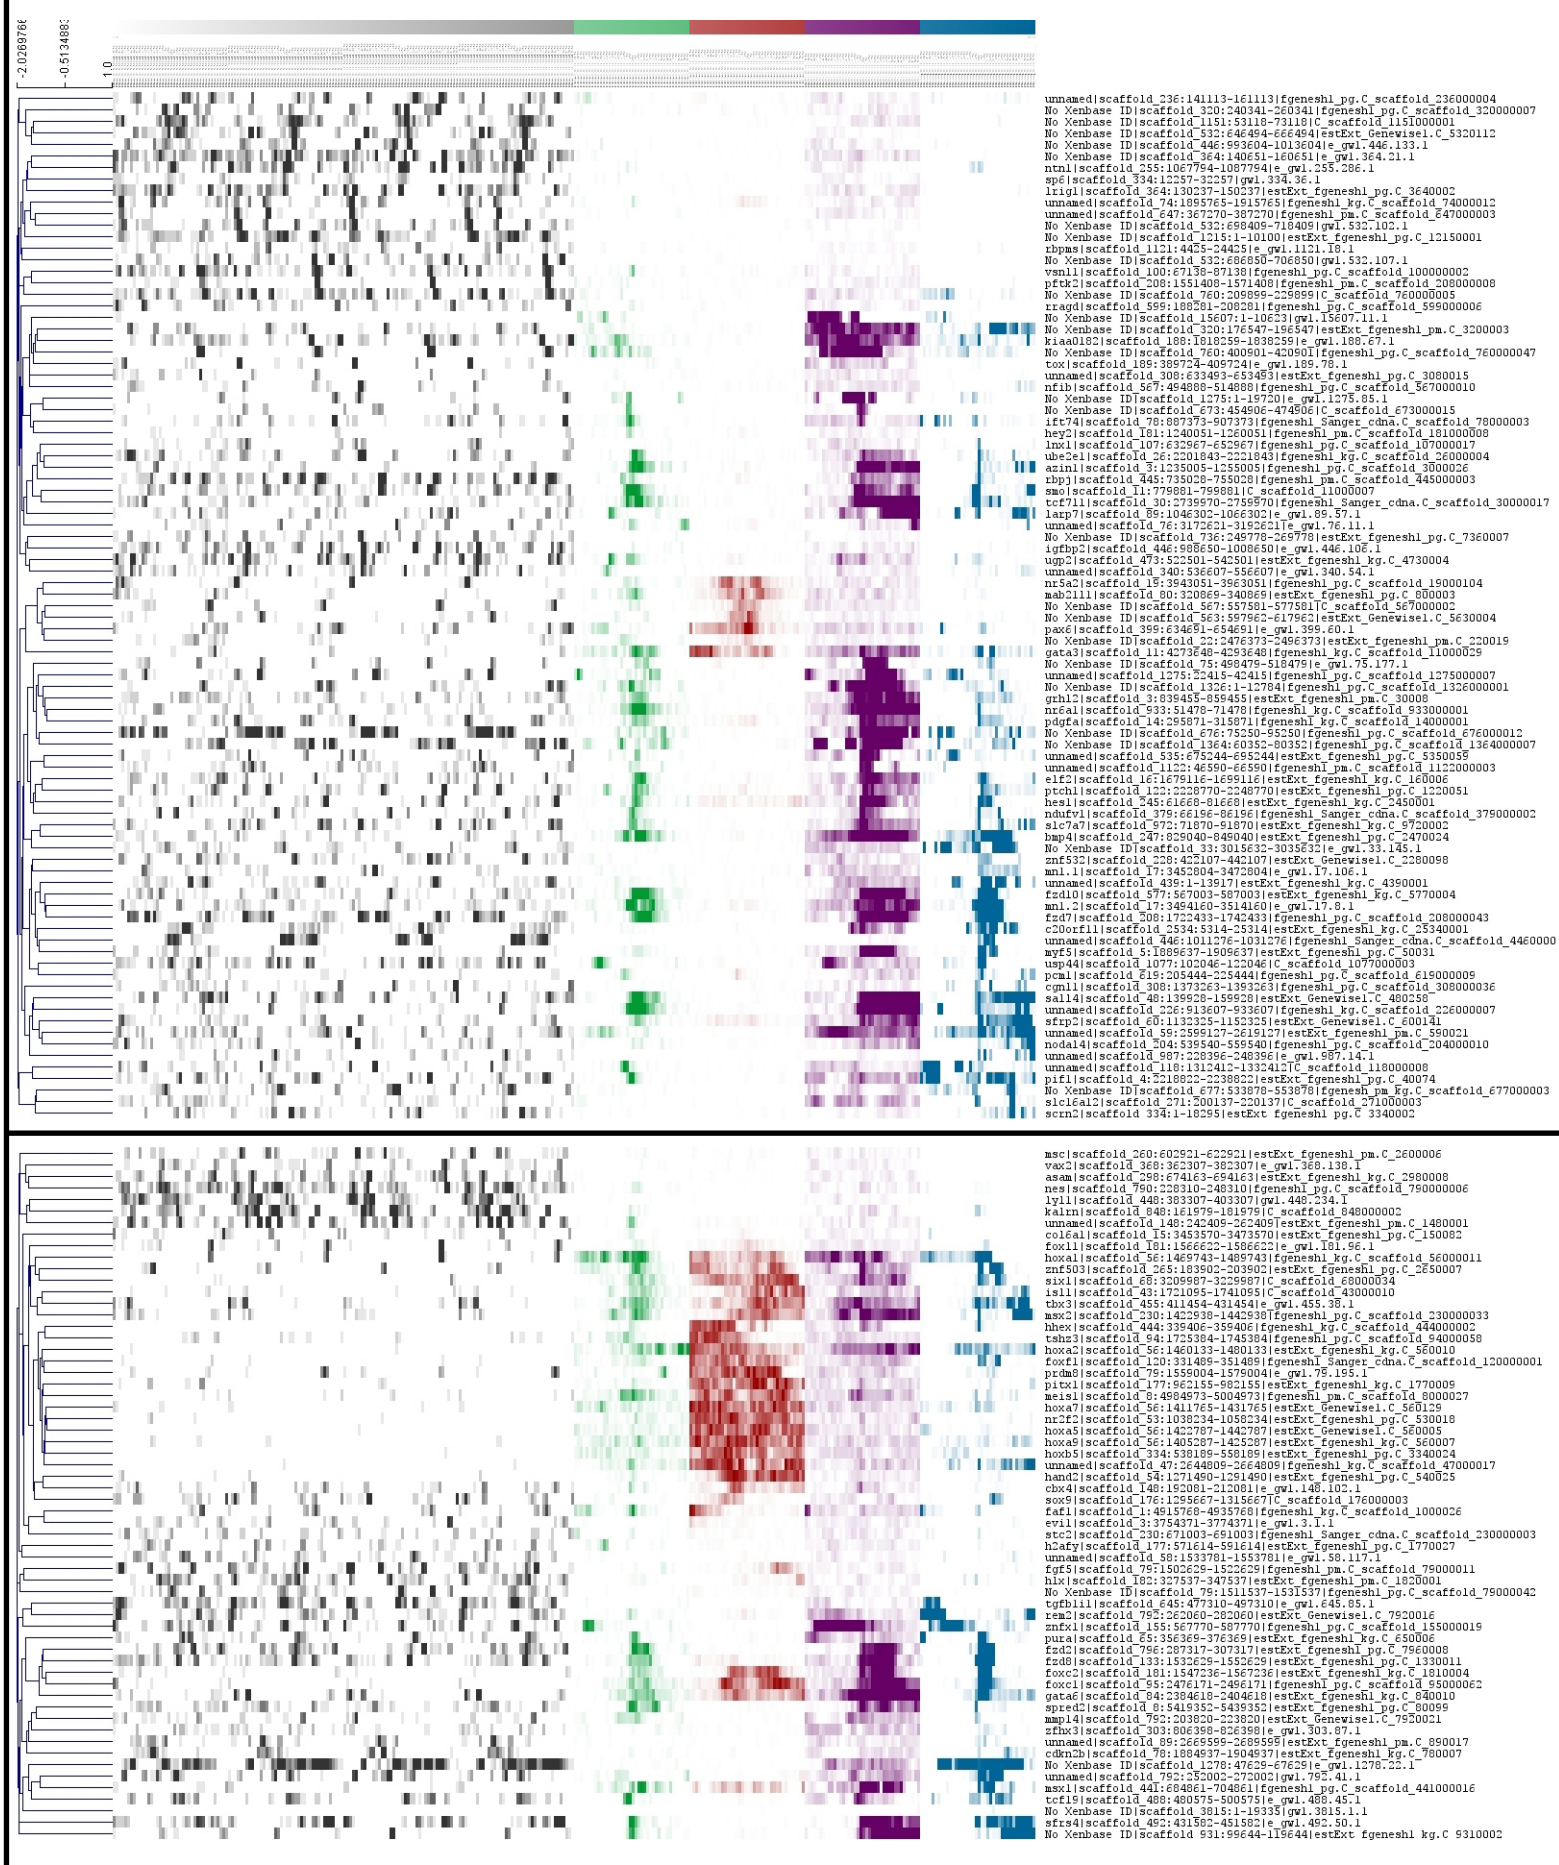 -2.0269766
-0.5134883
1.0
unnamed|scaffold_236:141113-161113|fgenesh1_pg.C_scaffold_236000004
No Xenbase ID|scaffold_320:240341-260341|fgenesh1_pg.C_scaffold_320000007
No Xenbase ID|scaffold_1151:53118-73118|C_scaffold_1151000001
No Xenbase ID|scaffold_532:646494-666494|estExt_Genewise1.C_5320112
No Xenbase ID|scaffold_446:993604-1013604|e_gw1.446.133.1
No Xenbase ID|scaffold_364:140651-160651|e_gw1.364.21.1
ntn1|scaffold_255:1067794-1087794|e_gw1.255.286.1
sp6|scaffold_334:12257-32257|gw1.334.36.1
lrig1|scaffold_364:130237-150237|estExt_fgenesh1_pg.C_3640002
unnamed|scaffold_74:1895765-1915765|fgenesh1_kg.C_scaffold_74000012
unnamed|scaffold_647:367270-387270|fgenesh1_pm.C_scaffold_647000003
No Xenbase ID|scaffold_532:698409-718409|gw1.532.102.1
No Xenbase ID|scaffold_1215:1-10100|estExt_fgenesh1_pg.C_12150001
rbpms|scaffold_1121:4425-24425|e_gw1.1121.18.1
No Xenbase ID|scaffold_532:686850-706850|gw1.532.107.1
vsnl1|scaffold_100:67138-87138|fgenesh1_pg.C_scaffold_100000002
pftk2|scaffold_208:1551408-1571408|fgenesh1_pm.C_scaffold_208000008
No Xenbase ID|scaffold_760:209899-229899|C_scaffold_760000005
rragd|scaffold_599:188281-208281|fgenesh1_pg.C_scaffold_599000006
No Xenbase ID|scaffold_15607:1-10623|gw1.15607.11.1
No Xenbase ID|scaffold_320:176547-196547|estExt_fgenesh1_pm.C_3200003
kiaa0182|scaffold_188:1818259-1838259|e_gw1.188.67.1
No Xenbase ID|scaffold_760:400901-420901|fgenesh1_pg.C_scaffold_760000047
tox|scaffold_189:389724-409724|e_gw1.189.78.1
unnamed|scaffold_308:633493-653493|estExt_fgenesh1_pg.C_3080015
nfib|scaffold_567:494888-514888|fgenesh1_pg.C_scaffold_567000010
No Xenbase ID|scaffold_1275:1-19720|e_gw1.1275.85.1
No Xenbase ID|scaffold_673:454906-474906|C_scaffold_673000015
ift74|scaffold_78:887373-907373|fgenesh1_Sanger_cdna.C_scaffold_78000003
hey2|scaffold_181:1240051-1260051|fgenesh1_pm.C_scaffold_181000008
lnx1|scaffold_107:632967-652967|fgenesh1_pg.C_scaffold_107000017
ube2e1|scaffold_26:2201843-2221843|fgenesh1_kg.C_scaffold_26000004
azin1|scaffold_3:1235005-1255005|fgenesh1_pg.C_scaffold_3000026
rbpj|scaffold_445:735028-755028|fgenesh1_pm.C_scaffold_445000003
smo|scaffold_11:779881-799881|C_scaffold_11000007
tcf7l1|scaffold_30:2739970-2759970|fgenesh1_Sanger_cdna.C_scaffold_30000017
larp7|scaffold_89:1046302-1066302|e_gw1.89.57.1
unnamed|scaffold_76:3172621-3192621|e_gw1.76.11.1
No Xenbase ID|scaffold_736:249778-269778|estExt_fgenesh1_pg.C_7360007
igfbp2|scaffold_446:988650-1008650|e_gw1.446.106.1
ugp2|scaffold_473:522501-542501|estExt_fgenesh1_kg.C_4730004
unnamed|scaffold_340:536607-556607|e_gw1.340.54.1
nr5a2|scaffold_19:3943051-3963051|fgenesh1_pg.C_scaffold_19000104
mab21l1|scaffold_80:320869-340869|estExt_fgenesh1_pg.C_800003
No Xenbase ID|scaffold_567:557581-577581|C_scaffold_567000002
No Xenbase ID|scaffold_563:597962-617962|estExt_Genewise1.C_5630004
pax6|scaffold_399:634691-654691|e_gw1.399.60.1
No Xenbase ID|scaffold_22:2476373-2496373|estExt_fgenesh1_pm.C_220019
gata3|scaffold_11:4273648-4293648|fgenesh1_kg.C_scaffold_11000029
No Xenbase ID|scaffold_75:498479-518479|e_gw1.75.177.1
unnamed|scaffold_1275:22415-42415|fgenesh1_pg.C_scaffold_1275000007
No Xenbase ID|scaffold_1326:1-12784|fgenesh1_pg.C_scaffold_1326000001
grhl2|scaffold_3:839455-859455|estExt_fgenesh1_pm.C_30008
nr6a1|scaffold_933:51478-71478|fgenesh1_kg.C_scaffold_933000001
pdgfa|scaffold_14:295871-315871|fgenesh1_kg.C_scaffold_14000001
No Xenbase ID|scaffold_676:75250-95250|fgenesh1_pg.C_scaffold_676000012
No Xenbase ID|scaffold_1364:60352-80352|fgenesh1_pg.C_scaffold_1364000007
unnamed|scaffold_535:675244-695244|estExt_fgenesh1_pg.C_5350059
unnamed|scaffold_1122:46590-66590|fgenesh1_pm.C_scaffold_1122000003
elf2|scaffold_16:1679116-1699116|estExt_fgenesh1_kg.C_160006
ptch1|scaffold_122:2228770-2248770|estExt_fgenesh1_pg.C_1220051
hes1|scaffold_245:61668-81668|estExt_fgenesh1_kg.C_2450001
ndufv1|scaffold_379:66196-86196|fgenesh1_Sanger_cdna.C_scaffold_379000002
slc7a7|scaffold_972:71870-91870|estExt_fgenesh1_kg.C_9720002
bmp4|scaffold_247:829040-849040|estExt_fgenesh1_pg.C_2470024
No Xenbase ID|scaffold_33:3015632-3035632|e_gw1.33.145.1
znf532|scaffold_228:422107-442107|estExt_Genewise1.C_2280098
mn1.1|scaffold_17:3452804-3472804|e_gw1.17.106.1
unnamed|scaffold_439:1-13917|estExt_fgenesh1_kg.C_4390001
fzd10|scaffold_577:567003-587003|estExt_fgenesh1_kg.C_5770004
mn1.2|scaffold_17:3494160-3514160|e_gw1.17.8.1
fzd7|scaffold_208:1722433-1742433|fgenesh1_pg.C_scaffold_208000043
c20orf11|scaffold_2534:5314-25314|estExt_fgenesh1_kg.C_25340001
unnamed|scaffold_446:1011276-1031276|fgenesh1_Sanger_cdna.C_scaffold_4460000
myf5|scaffold_5:1889637-1909637|estExt_fgenesh1_pg.C_50031
usp44|scaffold_1077:102046-122046|C_scaffold_1077000003
pcm1|scaffold_619:205444-225444|fgenesh1_pg.C_scaffold_619000009
cgnl1|scaffold_308:1373263-1393263|fgenesh1_pg.C_scaffold_308000036
sall4|scaffold_48:139928-159928|estExt_Genewise1.C_480258
unnamed|scaffold_226:913607-933607|fgenesh1_kg.C_scaffold_226000007
sfrp2|scaffold_60:1132325-1152325|estExt_Genewise1.C_600141
unnamed|scaffold_59:2599127-2619127|estExt_fgenesh1_pm.C_590021
nodal4|scaffold_204:539540-559540|fgenesh1_pg.C_scaffold_204000010
unnamed|scaffold_987:228396-248396|e_gw1.987.14.1
unnamed|scaffold_118:1312412-1332412|C_scaffold_118000008
pif1|scaffold_4:2218822-2238822|estExt_fgenesh1_pg.C_40074
No Xenbase ID|scaffold_677:533878-553878|fgenesh_pm_kg.C_scaffold_677000003
slc16a12|scaffold_271:200137-220137|C_scaffold_271000003
scrn2|scaffold_334:1-18295|estExt_fgenesh1_pg.C_3340002
msc|scaffold_260:602921-622921|estExt_fgenesh1_pm.C_2600006
vax2|scaffold_368:362307-382307|e_gw1.368.138.1
asam|scaffold_298:674163-694163|estExt_fgenesh1_kg.C_2980008
nes|scaffold_790:228310-248310|fgenesh1_pg.C_scaffold_790000006
lyl1|scaffold_448:383307-403307|gw1.448.234.1
kalrn|scaffold_848:161979-181979|C_scaffold_848000002
unnamed|scaffold_148:242409-262409|estExt_fgenesh1_pm.C_1480001
col6a1|scaffold_15:3453570-3473570|estExt_fgenesh1_pg.C_150082
foxl1|scaffold_181:1566622-1586622|e_gw1.181.96.1
hoxa1|scaffold_56:1469743-1489743|fgenesh1_kg.C_scaffold_56000011
znf503|scaffold_265:183902-203902|estExt_fgenesh1_pg.C_2650007
six1|scaffold_68:3209987-3229987|C_scaffold_68000034
isl1|scaffold_43:1721095-1741095|C_scaffold_43000010
tbx3|scaffold_455:411454-431454|e_gw1.455.38.1
msx2|scaffold_230:1422938-1442938|fgenesh1_pg.C_scaffold_230000033
hhex|scaffold_444:339406-359406|fgenesh1_kg.C_scaffold_444000002
tshz3|scaffold_94:1725384-1745384|fgenesh1_pg.C_scaffold_94000058
hoxa2|scaffold_56:1460133-1480133|estExt_fgenesh1_kg.C_560010
foxf1|scaffold_120:331489-351489|fgenesh1_Sanger_cdna.C_scaffold_120000001
prdm8|scaffold_79:1559004-1579004|e_gw1.79.195.1
pitx1|scaffold_177:962155-982155|estExt_fgenesh1_kg.C_1770009
meis1|scaffold_8:4984973-5004973|fgenesh1_pm.C_scaffold_8000027
hoxa7|scaffold_56:1411765-1431765|estExt_Genewise1.C_560129
nr2f2|scaffold_53:1038234-1058234|estExt_fgenesh1_pg.C_530018
hoxa5|scaffold_56:1422787-1442787|estExt_Genewise1.C_560005
hoxa9|scaffold_56:1405287-1425287|estExt_fgenesh1_kg.C_560007
hoxb5|scaffold_334:538189-558189|estExt_fgenesh1_pg.C_3340024
unnamed|scaffold_47:2644809-2664809|fgenesh1_kg.C_scaffold_47000017
hand2|scaffold_54:1271490-1291490|estExt_fgenesh1_pg.C_540025
cbx4|scaffold_148:192081-212081|e_gw1.148.102.1
sox9|scaffold_176:1295667-1315667|C_scaffold_176000003
faf1|scaffold_1:4915768-4935768|fgenesh1_kg.C_scaffold_1000026
evi1|scaffold_3:3754371-3774371|e_gw1.3.1.1
stc2|scaffold_230:671003-691003|fgenesh1_Sanger_cdna.C_scaffold_230000003
h2afy|scaffold_177:571614-591614|estExt_fgenesh1_pg.C_1770027
unnamed|scaffold_58:1533781-1553781|e_gw1.58.117.1
fgf5|scaffold_79:1502629-1522629|fgenesh1_pm.C_scaffold_79000011
hlx|scaffold_182:327537-347537|estExt_fgenesh1_pm.C_1820001
No Xenbase ID|scaffold_79:1511537-1531537|fgenesh1_pg.C_scaffold_79000042
tgfb1i1|scaffold_645:477310-497310|e_gw1.645.85.1
rem2|scaffold_792:262060-282060|estExt_Genewise1.C_7920016
znfx1|scaffold_155:567770-587770|fgenesh1_pg.C_scaffold_155000019
pura|scaffold_65:356369-376369|estExt_fgenesh1_kg.C_650006
fzd2|scaffold_796:287317-307317|estExt_fgenesh1_pg.C_7960008
fzd8|scaffold_133:1532629-1552629|estExt_fgenesh1_pg.C_1330011
foxc2|scaffold_181:1547236-1567236|estExt_fgenesh1_kg.C_1810004
foxc1|scaffold_95:2476171-2496171|fgenesh1_pg.C_scaffold_95000062
gata6|scaffold_84:2384618-2404618|estExt_fgenesh1_kg.C_840010
spred2|scaffold_8:5419352-5439352|estExt_fgenesh1_pg.C_80099
mmp14|scaffold_792:203820-223820|estExt_Genewise1.C_7920021
zfhx3|scaffold_303:806398-826398|e_gw1.303.87.1
unnamed|scaffold_89:2669599-2689599|estExt_fgenesh1_pm.C_890017
cdkn2b|scaffold_78:1884937-1904937|estExt_fgenesh1_kg.C_780007
No Xenbase ID|scaffold_1278:47629-67629|e_gw1.1278.22.1
unnamed|scaffold_792:252002-272002|gw1.792.41.1
msx1|scaffold_441:684861-704861|fgenesh1_pg.C_scaffold_441000016
tcf19|scaffold_488:480575-500575|e_gw1.488.45.1
No Xenbase ID|scaffold_3815:1-19335|gw1.3815.1.1
sfrs4|scaffold_492:431582-451582|e_gw1.492.50.1
No Xenbase ID|scaffold_931:99644-119644|estExt_fgenesh1_kg.C_9310002